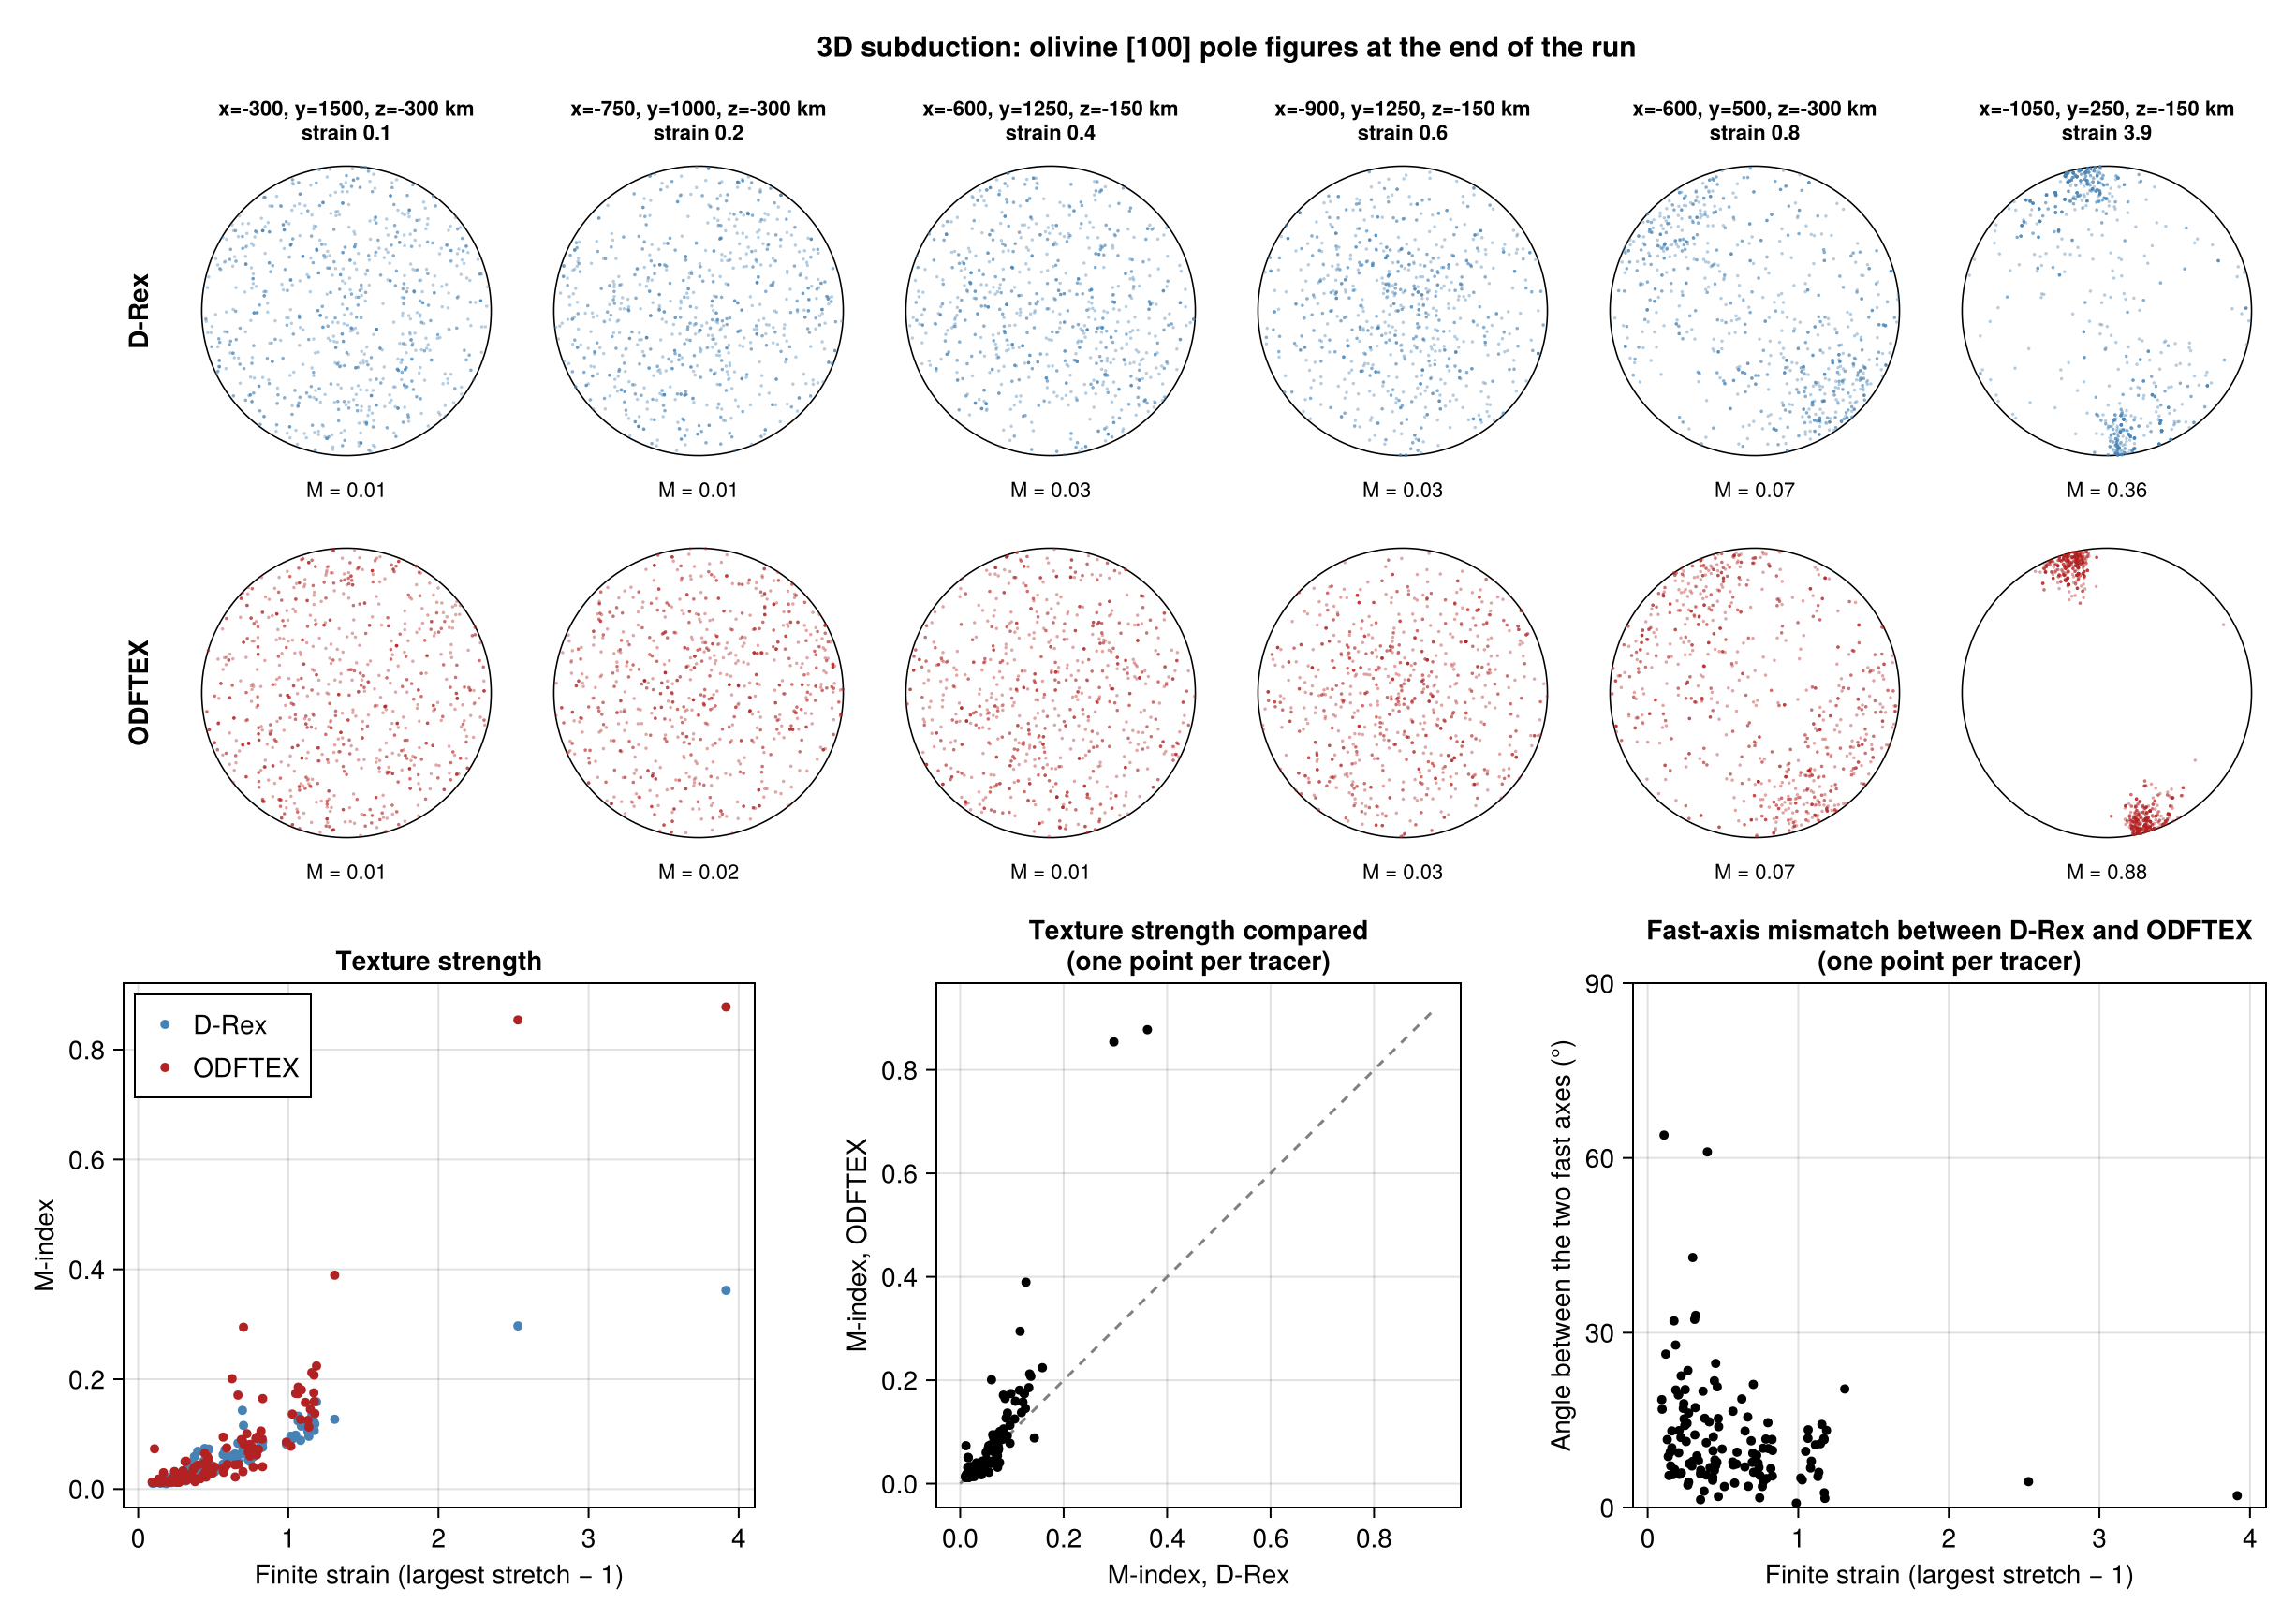 3D subduction: olivine [100] pole figures at the end of the run
x=-300, y=1500, z=-300 km
strain 0.1
x=-750, y=1000, z=-300 km
strain 0.2
x=-600, y=1250, z=-150 km
strain 0.4
x=-900, y=1250, z=-150 km
strain 0.6
x=-600, y=500, z=-300 km
strain 0.8
x=-1050, y=250, z=-150 km
strain 3.9
D-Rex
M = 0.01
M = 0.01
M = 0.03
M = 0.03
M = 0.07
M = 0.36
ODFTEX
M = 0.01
M = 0.02
M = 0.01
M = 0.03
M = 0.07
M = 0.88
Texture strength
D-Rex
ODFTEX
M-index
0.8
0.6
0.4
0.2
0.0
0
1
2
3
4
Finite strain (largest stretch − 1)
Texture strength compared
(one point per tracer)
M-index, ODFTEX
0.8
0.6
0.4
0.2
0.0
0.0
0.2
0.4
0.6
0.8
M-index, D-Rex
Fast-axis mismatch between D-Rex and ODFTEX
(one point per tracer)
Angle between the two fast axes (°)
90
60
30
0
0
1
2
3
4
Finite strain (largest stretch − 1)